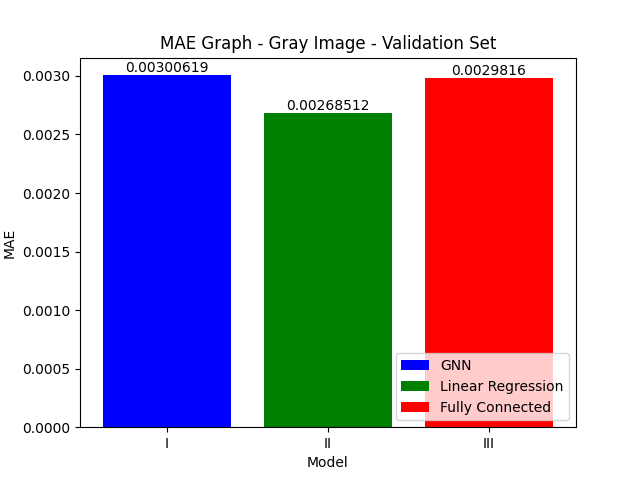 MAE Graph - Gray Image - Validation Set
0.00300619
0.00268512
0.0029816
0.0030
0.0025
0.0020
0.0015
0.0010
0.0005
0.0000
MAE
GNN
Linear Regression
Fully Connected
I
II
III
Model